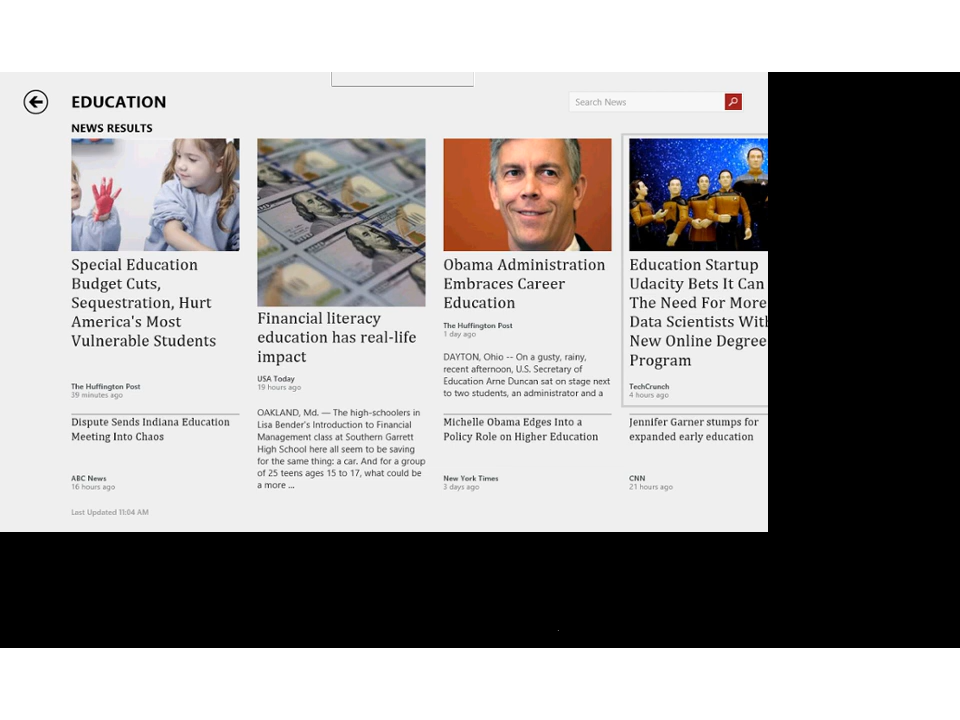 EDUCATION
Search News
NEWS RESULTS
Special Education
Budget Cuts,
Sequestration, Hurt
America's Most
Vulnerable Students
The Huffington Post
39 minutes ago
Dispute Sends Indiana Education
Meeting Into Chaos
ABC News
16 hours ago
Financial literacy
education has real-life
impact
USA Today
19 hours ago
OAKLAND, Md. — The high-schoolers in
Lisa Bender's Introduction to Financial
Management class at Southern Garrett
High School here all seem to be saving
for the same thing: a car. And for a group
of 25 teens ages 15 to 17, what could be
a more ...
Obama Administration
Embraces Career
Education
The Huffington Post
1 day ago
DAYTON, Ohio -- On a gusty, rainy,
recent afternoon, U.S. Secretary of
Education Arne Duncan sat on stage next
to two students, an administrator and a
Michelle Obama Edges Into a
Policy Role on Higher Education
New York Times
3 days ago
Education Startup
Udacity Bets It Can
The Need For More
Data Scientists With
New Online Degree
Program
TechCrunch
4 hours ago
Jennifer Garner stumps for
expanded early education
CNN
21 hours ago
Last Updated 11:04 AM